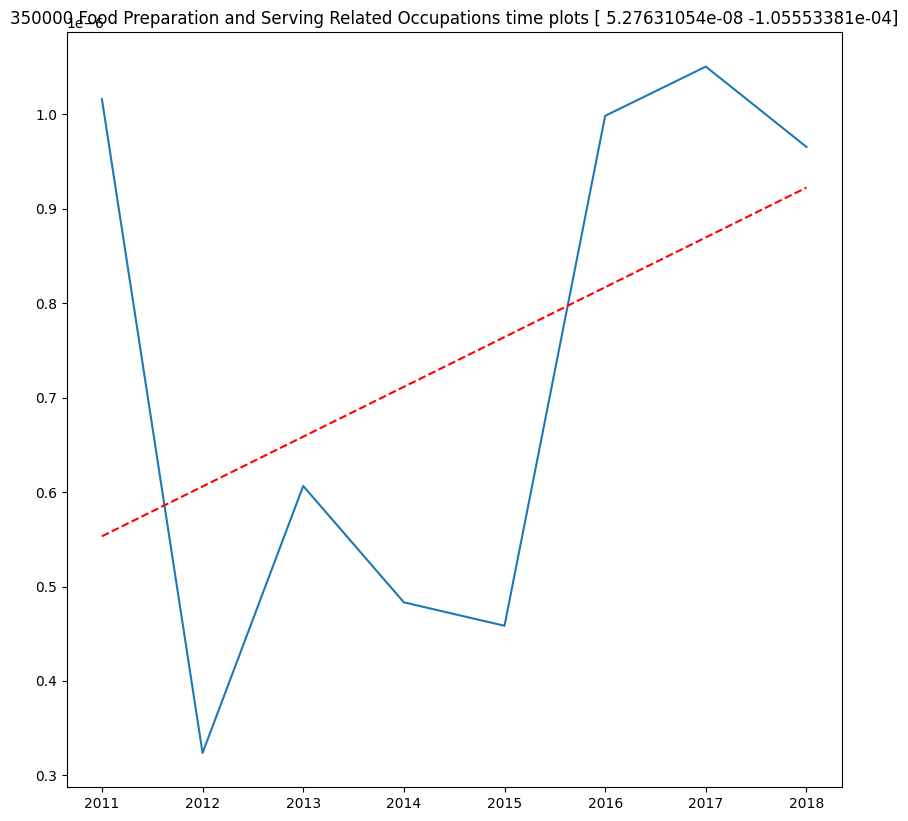 350000 Food Preparation and Serving Related Occupations time plots [ 5.27631054e-08 -1.05553381e-04]
1e−6
1.0
0.9
0.8
0.7
0.6
0.5
0.4
0.3
2011 2012 2013 2014 2015 2016 2017 2018